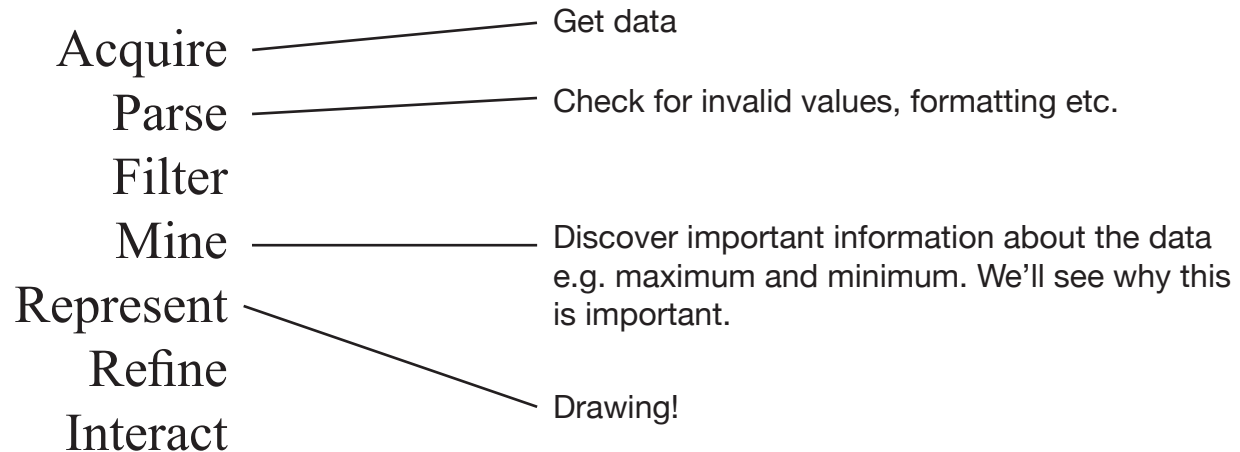 Acquire
Get data
Parse
Check for invalid values, formatting etc.
Filter
Mine
Discover important information about the data
e.g. maximum and minimum. We’ll see why this
is important.
Represent
Drawing!
Refine
Interact